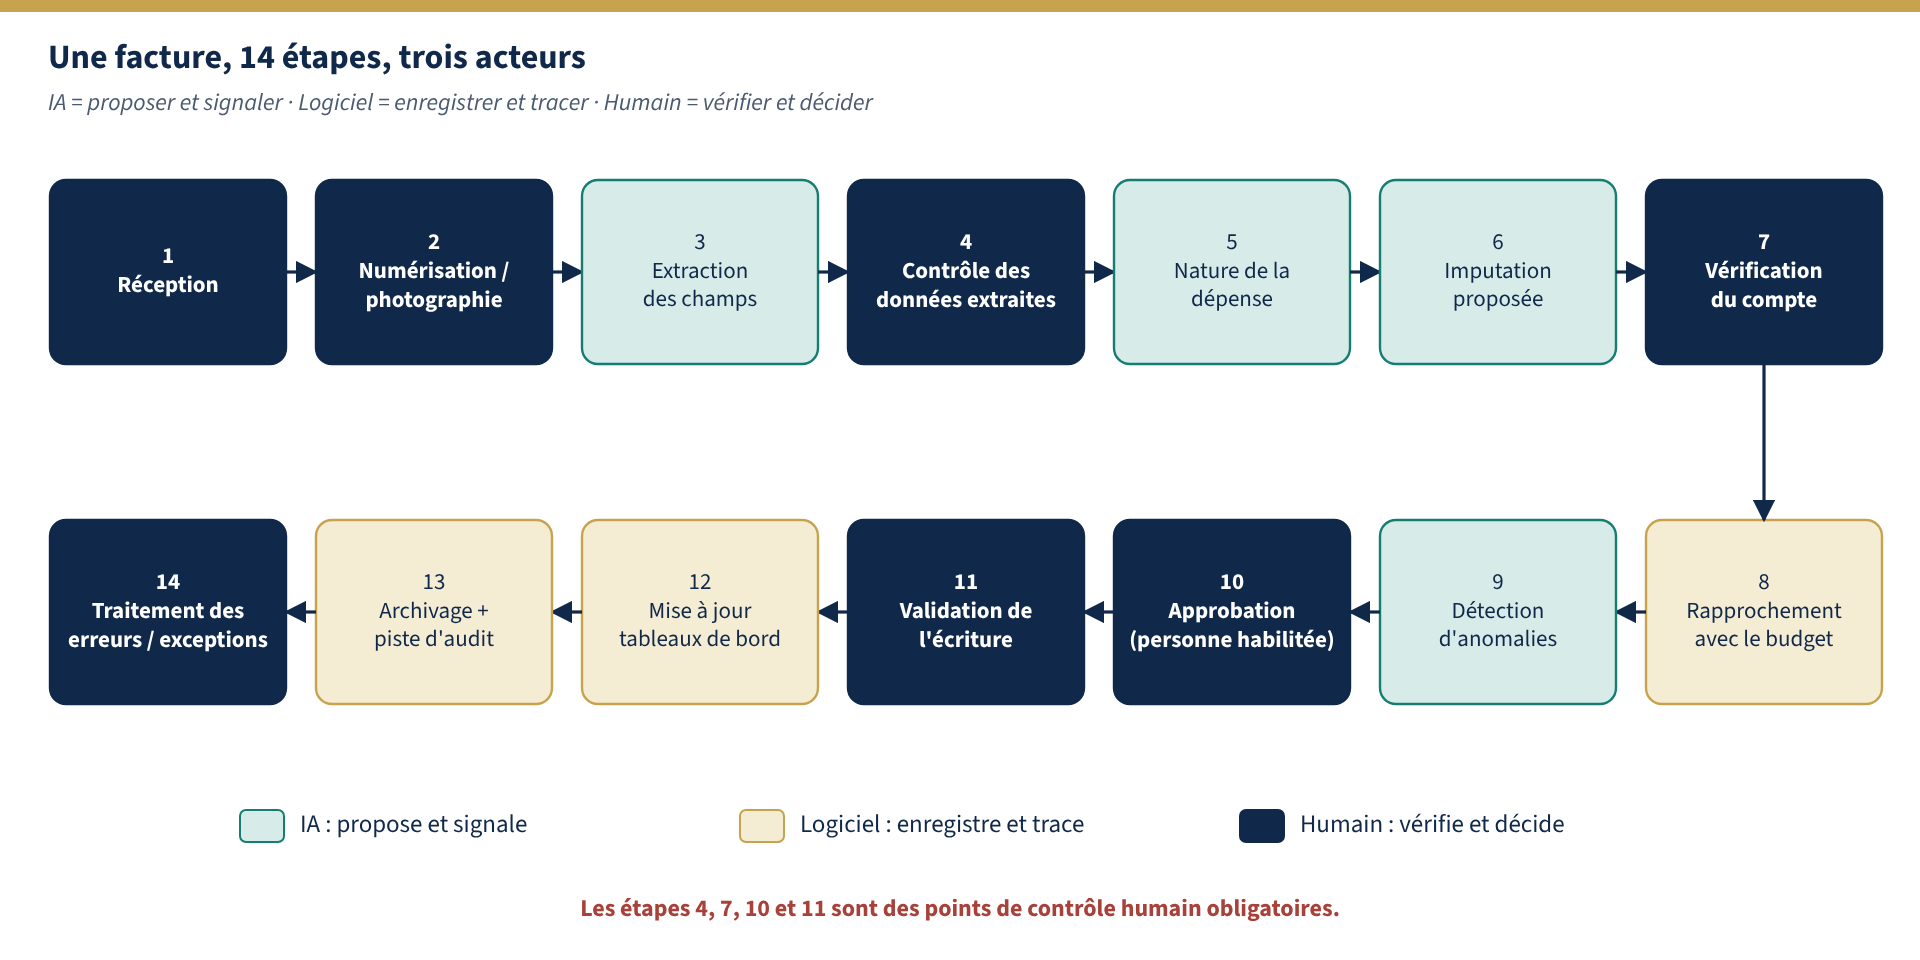 Une facture, 14 étapes, trois acteurs
IA = proposer et signaler · Logiciel = enregistrer et tracer · Humain = vérifier et décider
1
Réception
2
Numérisation /
photographie
3
Extraction
des champs
4
Contrôle des
données extraites
5
Nature de la
dépense
6
Imputation
proposée
7
Vérification
du compte
8
Rapprochement
avec le budget
9
Détection
d'anomalies
10
Approbation
(personne habilitée)
11
Validation de
l'écriture
12
Mise à jour
tableaux de bord
13
Archivage +
piste d'audit
14
Traitement des
erreurs / exceptions
IA : propose et signale
Logiciel : enregistre et trace
Humain : vérifie et décide
Les étapes 4, 7, 10 et 11 sont des points de contrôle humain obligatoires.